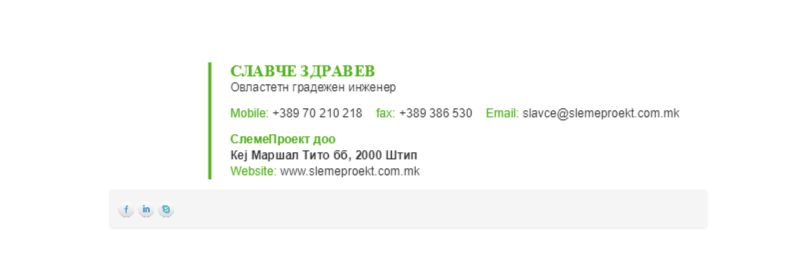 СЛАВЧЕ ЗДРАВЕВ
Овластетн градежен инженер
Mobile: +389 70 210 218 fax: +389 386 530 Email: slavce@slemeproekt.com.mk
СлемеПроект доо
Кеј Маршал Тито бб, 2000 Штип
Website: www.slemeproekt.com.mk